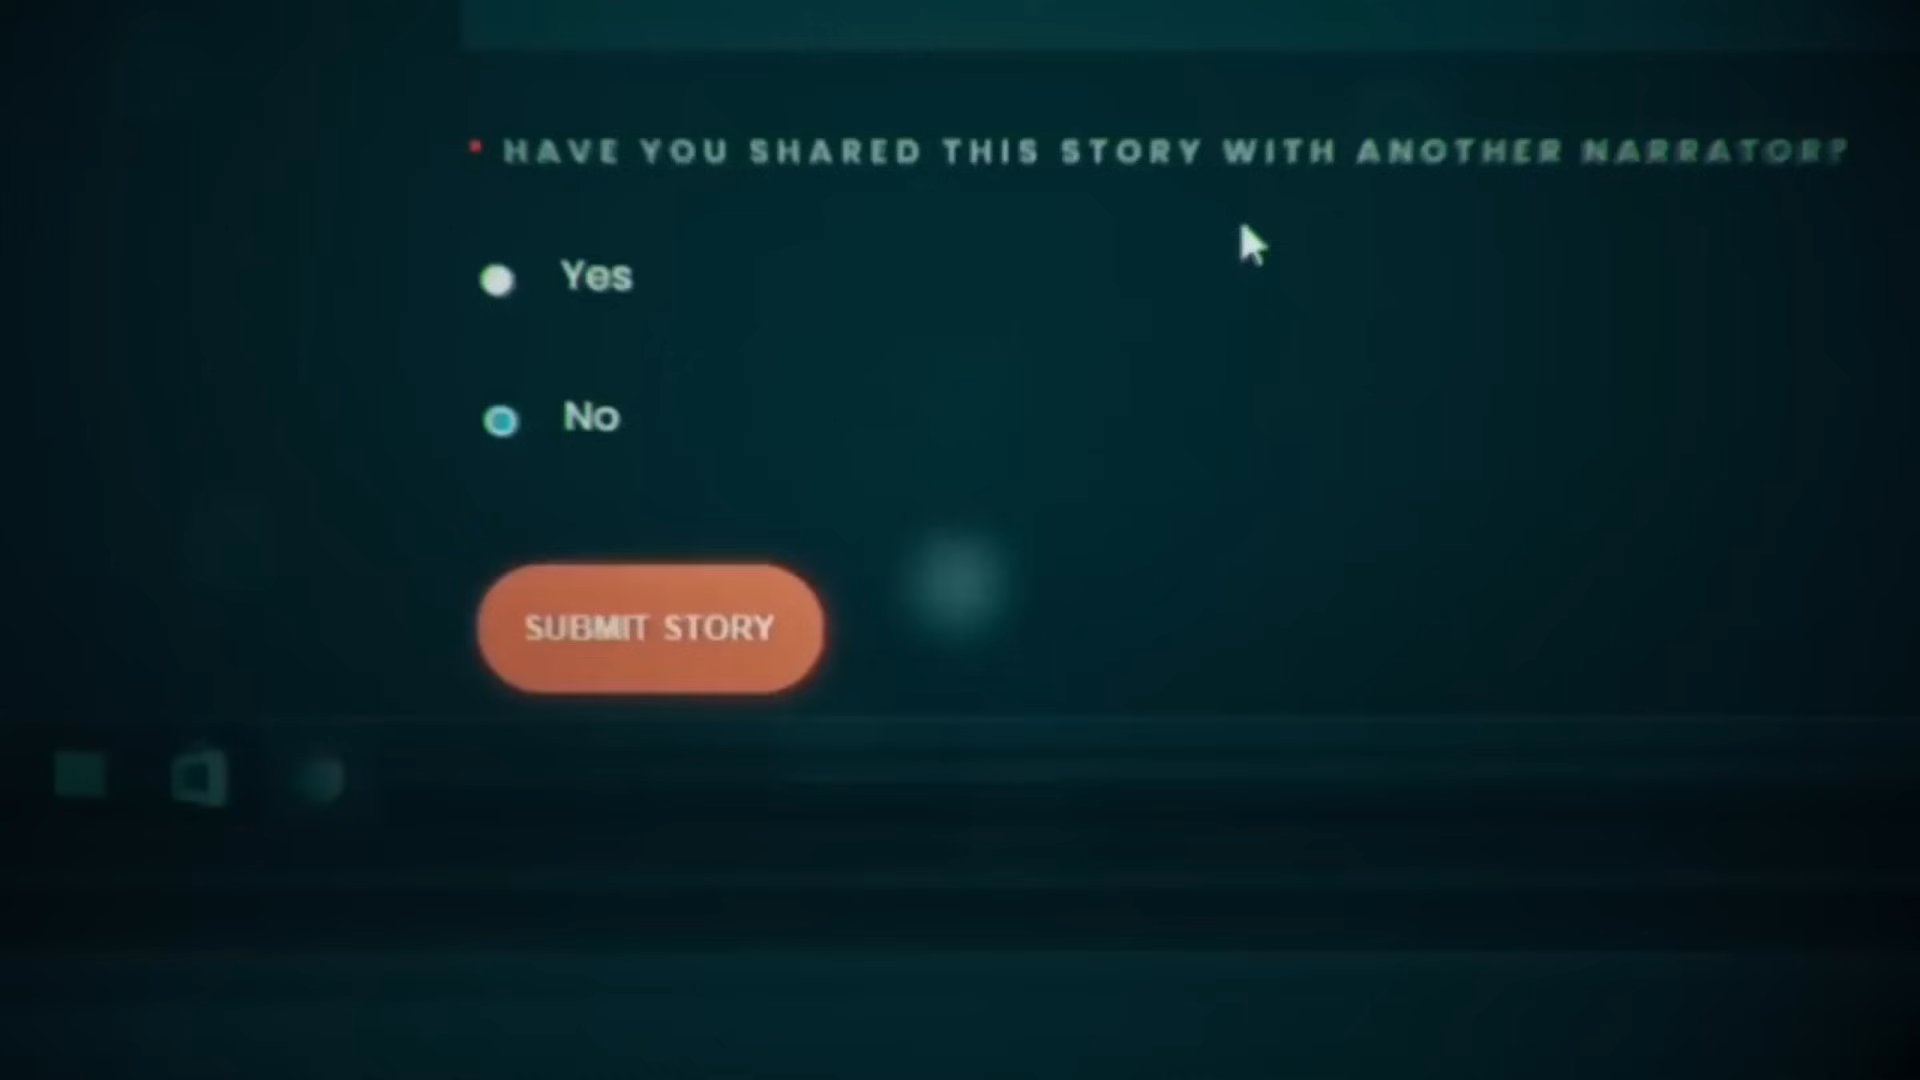 * HAVE YOU SHARED THIS STORY WITH ANOTHER NARRATOR?
Yes
No
SUBMIT STORY